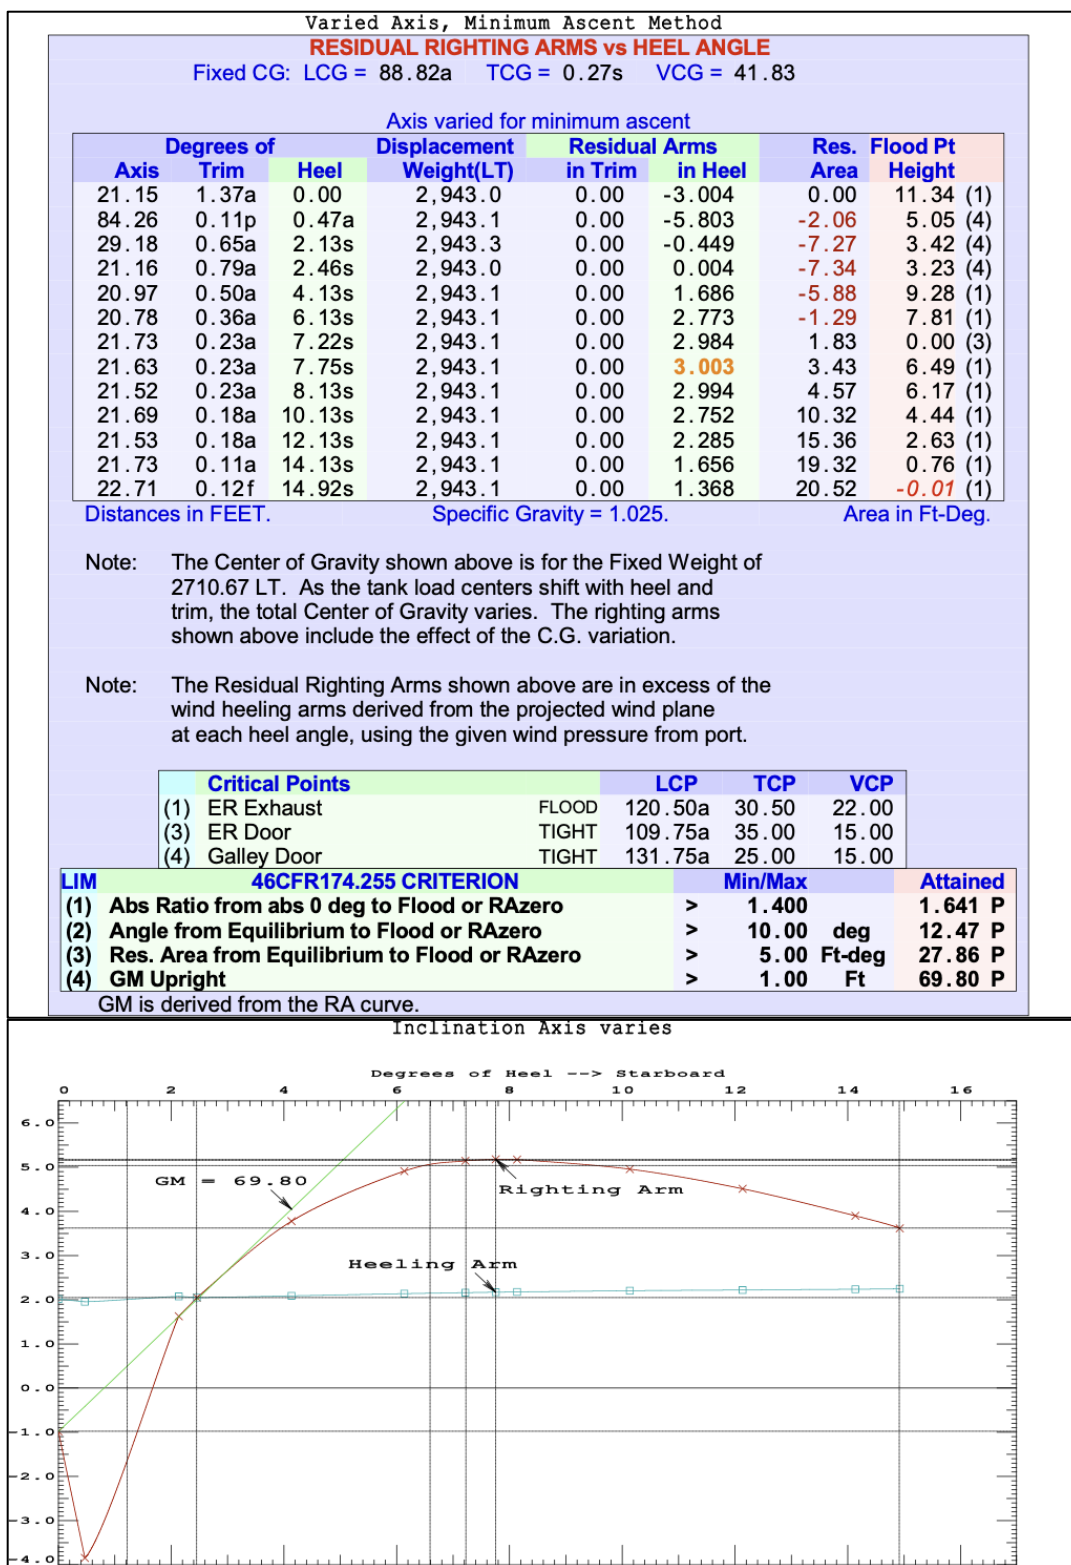 Varied Axis, Minimum Ascent Method
RESIDUAL RIGHTING ARMS vs HEEL ANGLE
Fixed CG: LCG = 88.82a TCG = 0.27s VCG = 41.83
Axis varied for minimum ascent
Degrees of Displacement Residual Arms Res. Flood Pt
Axis Trim Heel Weight(LT) in Trim in Heel Area Height
21.15 1.37a 0.00 2,943.0 0.00 -3.004 0.00 11.34 (1)
84.26 0.11p 0.47a 2,943.1 0.00 -5.803 -2.06 5.05 (4)
29.18 0.65a 2.13s 2,943.3 0.00 -0.449 -7.27 3.42 (4)
21.16 0.79a 2.46s 2,943.0 0.00 0.004 -7.34 3.23 (4)
20.97 0.50a 4.13s 2,943.1 0.00 1.686 -5.88 9.28 (1)
20.78 0.36a 6.13s 2,943.1 0.00 2.773 -1.29 7.81 (1)
21.73 0.23a 7.22s 2,943.1 0.00 2.984 1.83 0.00 (3)
21.63 0.23a 7.75s 2,943.1 0.00 3.003 3.43 6.49 (1)
21.52 0.23a 8.13s 2,943.1 0.00 2.994 4.57 6.17 (1)
21.69 0.18a 10.13s 2,943.1 0.00 2.752 10.32 4.44 (1)
21.53 0.18a 12.13s 2,943.1 0.00 2.285 15.36 2.63 (1)
21.73 0.11a 14.13s 2,943.1 0.00 1.656 19.32 0.76 (1)
22.71 0.12f 14.92s 2,943.1 0.00 1.368 20.52 -0.01 (1)
Distances in FEET. Specific Gravity = 1.025. Area in Ft-Deg.
Note: The Center of Gravity shown above is for the Fixed Weight of
2710.67 LT. As the tank load centers shift with heel and
trim, the total Center of Gravity varies. The righting arms
shown above include the effect of the C.G. variation.
Note: The Residual Righting Arms shown above are in excess of the
wind heeling arms derived from the projected wind plane
at each heel angle, using the given wind pressure from port.
Critical Points LCP TCP VCP
(1) ER Exhaust FLOOD 120.50a 30.50 22.00
(3) ER Door TIGHT 109.75a 35.00 15.00
(4) Galley Door TIGHT 131.75a 25.00 15.00
LIM 46CFR174.255 CRITERION Min/Max Attained
(1) Abs Ratio from abs 0 deg to Flood or RAzero > 1.400 1.641 P
(2) Angle from Equilibrium to Flood or RAzero > 10.00 deg 12.47 P
(3) Res. Area from Equilibrium to Flood or RAzero > 5.00 Ft-deg 27.86 P
(4) GM Upright > 1.00 Ft 69.80 P
GM is derived from the RA curve.
Inclination Axis varies
Degrees of Heel --> Starboard
0 2 4 6 8 10 12 14 16
6.0
5.0
GM = 69.80
Righting Arm
4.0
3.0
Heeling Arm
2.0
1.0
0.0
-1.0
-2.0
-3.0
-4.0